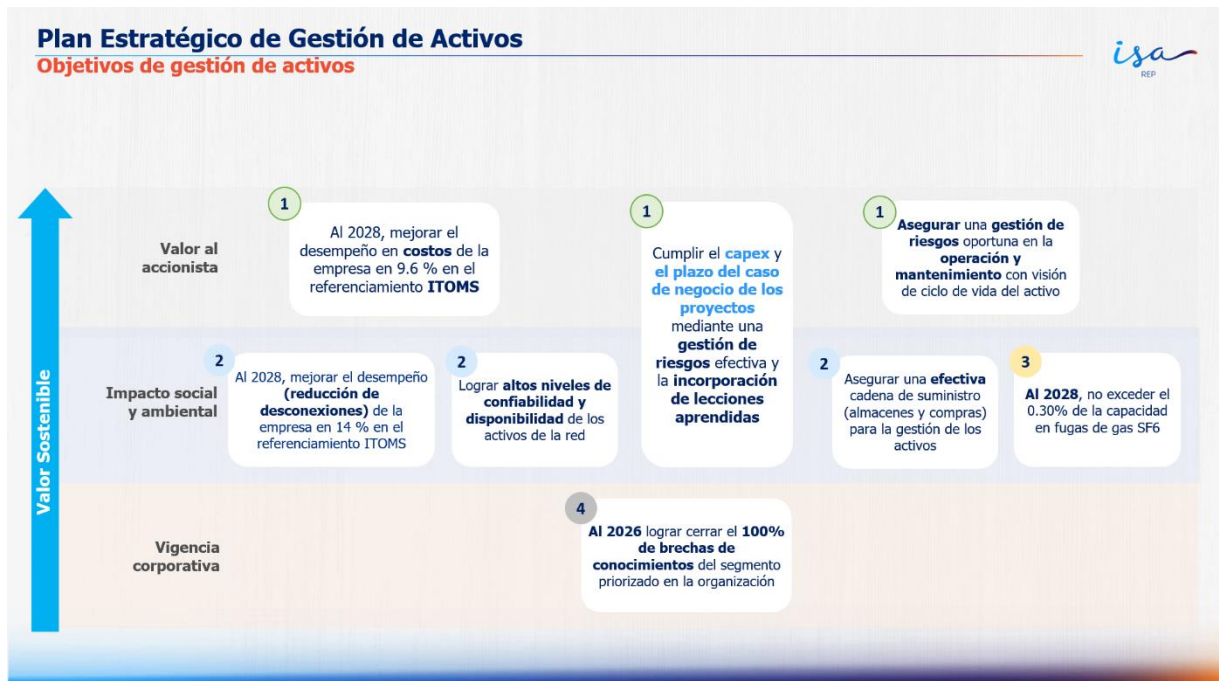 Plan Estratégico de Gestión de Activos
Objetivos de gestión de activos
isa
REP
Valor Sostenible
Valor al
accionista
1
Al 2028, mejorar el
desempeño en costos de la
empresa en 9.6 % en el
referenciamiento ITOMS
1
Cumplir el capex y
el plazo del caso
de negocio de los
proyectos
mediante una
gestión de
riesgos efectiva y
la incorporación
de lecciones
aprendidas
1
Asegurar una gestión de
riesgos oportuna en la
operación y
mantenimiento con visión
de ciclo de vida del activo
Impacto social
y ambiental
2
Al 2028, mejorar el desempeño
(reducción de
desconexiones) de la
empresa en 14 % en el
referenciamiento ITOMS
2
Lograr altos niveles de
confiabilidad y
disponibilidad de los
activos de la red
2
Asegurar una efectiva
cadena de suministro
(almacenes y compras)
para la gestión de los
activos
3
Al 2028, no exceder el
0.30% de la capacidad
en fugas de gas SF6
Vigencia
corporativa
4
Al 2026 lograr cerrar el 100%
de brechas de
conocimientos del segmento
priorizado en la organización